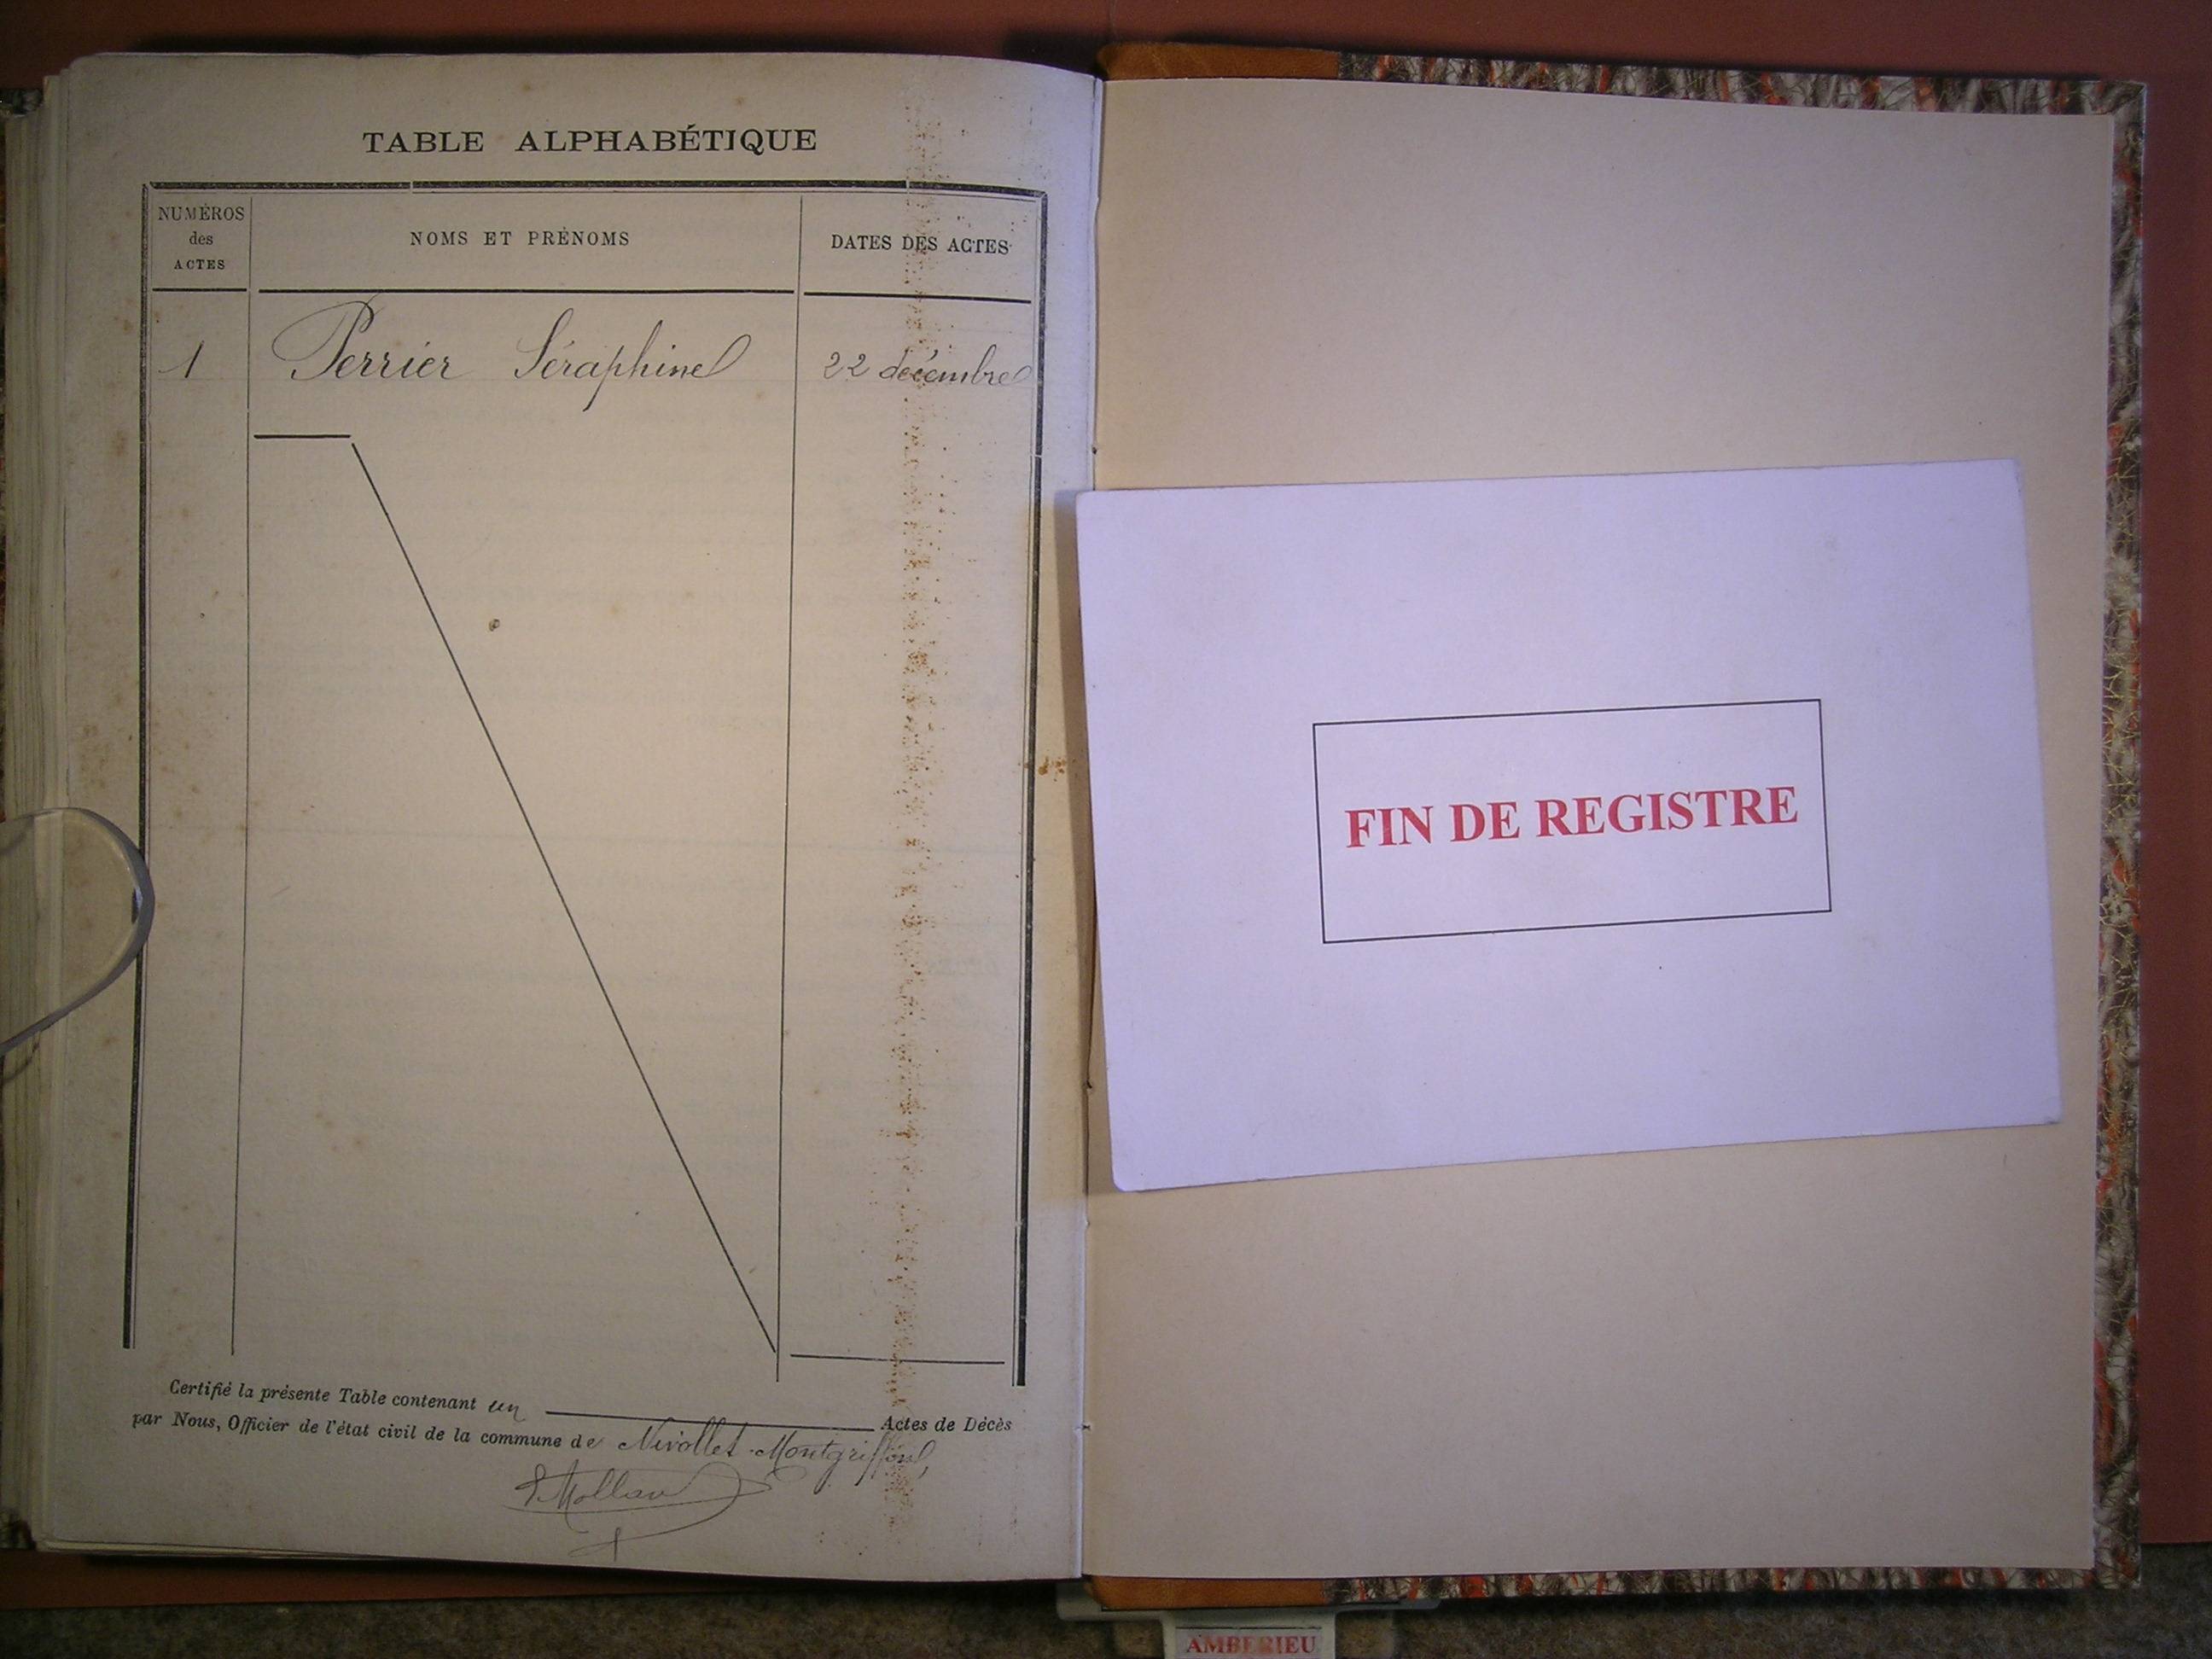 TABLE ALPHABÉTIQUE
NUMÉROS
des
ACTES
NOMS ET PRÉNOMS
DATES DES ACTES
1 Perrier Séraphine 22 décembre
Certifié la présente Table contenant un Actes de Décès
par Nous, Officier de l'état civil de la commune de Nivollet-Montgriffon,
FIN DE REGISTRE
AMBERIEU